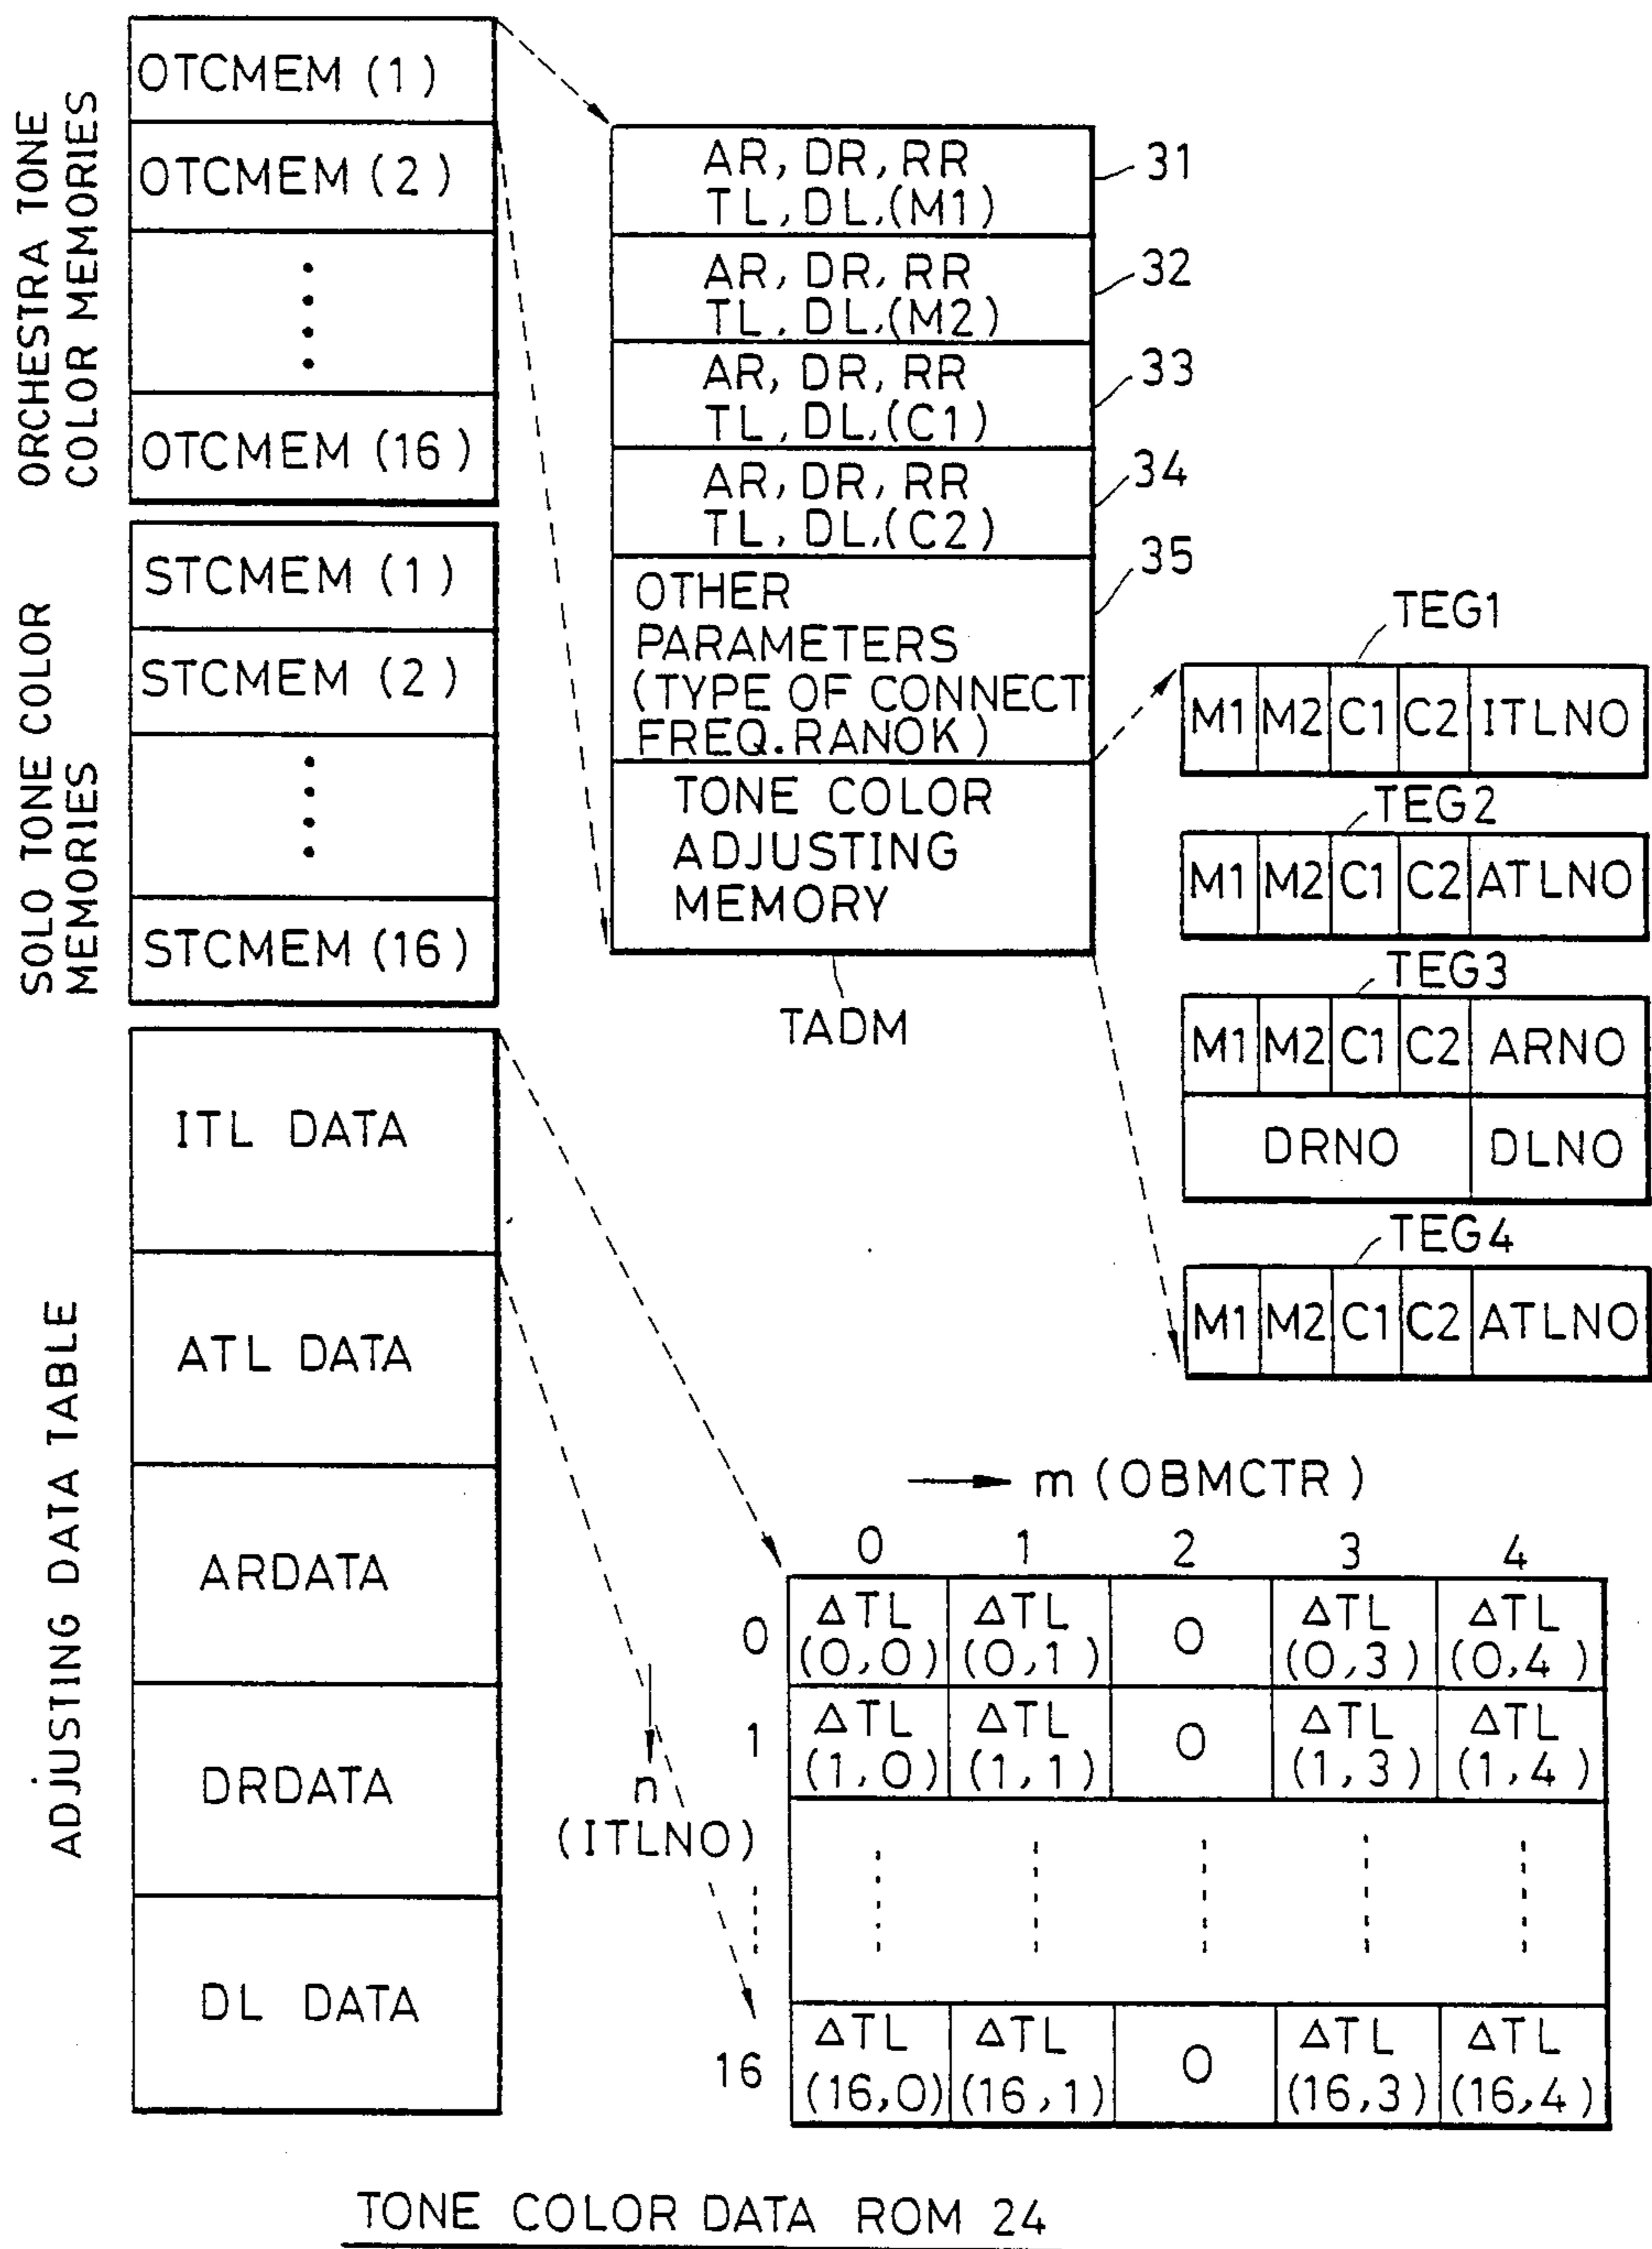 ORCHESTRA TONE
COLOR MEMORIES
OTCMEM (1)
OTCMEM (2)
OTCMEM (16)
SOLO TONE COLOR
MEMORIES
STCMEM (1)
STCMEM (2)
STCMEM (16)
ADJUSTING DATA TABLE
ITL DATA
ATL DATA
ARDATA
DRDATA
DL DATA
AR, DR, RR
TL, DL, (M1)
31
AR, DR, RR
TL, DL, (M2)
32
AR, DR, RR
TL, DL, (C1)
33
AR, DR, RR
TL, DL, (C2)
34
OTHER
PARAMETERS
(TYPE OF CONNECT
FREQ.RANOK)
35
TONE COLOR
ADJUSTING
MEMORY
TADM
TEG1
M1 M2 C1 C2 ITLNO
TEG2
M1 M2 C1 C2 ATLNO
TEG3
M1 M2 C1 C2 ARNO
DRNO DLNO
TEG4
M1 M2 C1 C2 ATLNO
m (OBMCTR)
0 1 2 3 4
n
(ITLNO)
0
ΔTL ΔTL 0 ΔTL ΔTL
(0,0) (0,1) (0,3) (0,4)
1
ΔTL ΔTL 0 ΔTL ΔTL
(1,0) (1,1) (1,3) (1,4)
16
ΔTL ΔTL 0 ΔTL ΔTL
(16,0) (16,1) (16,3) (16,4)
TONE COLOR DATA ROM 24